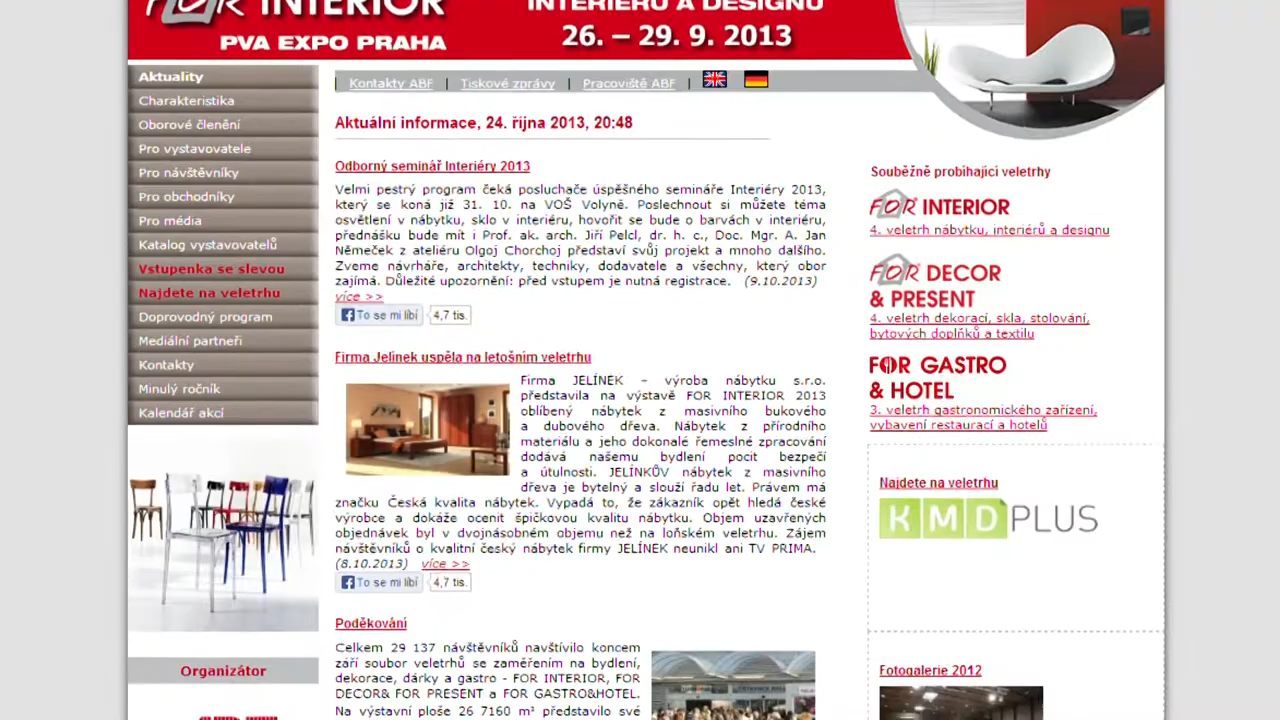 FOR INTERIOR
INTERIÉRŮ A DESIGNU
PVA EXPO PRAHA
26. – 29. 9. 2013
Aktuality
Charakteristika
Oborové členění
Pro vystavovatele
Pro návštěvníky
Pro obchodníky
Pro média
Katalog vystavovatelů
Vstupenka se slevou
Najdete na veletrhu
Doprovodný program
Mediální partneři
Kontakty
Minulý ročník
Kalendář akcí
Organizátor
Kontakty ABF | Tiskové zprávy | Pracoviště ABF |
Aktuální informace, 24. října 2013, 20:48
Odborný seminář Interiéry 2013
Velmi pestrý program čeká posluchače úspěšného semináře Interiéry 2013,
který se koná již 31. 10. na VOŠ Volyně. Poslechnout si můžete téma
osvětlení v nábytku, sklo v interiéru, hovořit se bude o barvách v interiéru,
přednášku bude mít i Prof. ak. arch. Jiří Pelcl, dr. h. c., Doc. Mgr. A. Jan
Němeček z ateliéru Olgoj Chorchoj představí svůj projekt a mnoho dalšího.
Zveme návrháře, architekty, techniky, dodavatele a všechny, který obor
zajímá. Důležité upozornění: před vstupem je nutná registrace. (9.10.2013)
více >>
To se mi líbí 4,7 tis.
Firma Jelínek uspěla na letošním veletrhu
Firma JELÍNEK – výroba nábytku s.r.o.
představila na výstavě FOR INTERIOR 2013
oblíbený nábytek z masivního bukového
a dubového dřeva. Nábytek z přírodního
materiálu a jeho dokonalé řemeslné zpracování
dodává našemu bydlení pocit bezpečí
a útulnosti. JELÍNKŮV nábytek z masivního
dřeva je bytelný a slouží řadu let. Právem má
značku Česká kvalita nábytek. Vypadá to, že zákazník opět hledá české
výrobce a dokáže ocenit špičkovou kvalitu nábytku. Objem uzavřených
objednávek byl v dvojnásobném objemu než na loňském veletrhu. Zájem
návštěvníků o kvalitní český nábytek firmy JELÍNEK neunikl ani TV PRIMA.
(8.10.2013) více >>
To se mi líbí 4,7 tis.
Poděkování
Celkem 29 137 návštěvníků navštívilo koncem
září soubor veletrhů se zaměřením na bydlení,
dekorace, dárky a gastro - FOR INTERIOR, FOR
DECOR& FOR PRESENT a FOR GASTRO&HOTEL.
Na výstavní ploše 26 7160 m² představilo své
Souběžně probíhající veletrhy
FOR INTERIOR
4. veletrh nábytku, interiérů a designu
FOR DECOR
& PRESENT
4. veletrh dekorací, skla, stolování,
bytových doplňků a textilu
FOR GASTRO
& HOTEL
3. veletrh gastronomického zařízení,
vybavení restaurací a hotelů
Najdete na veletrhu
KMD PLUS
Fotogalerie 2012